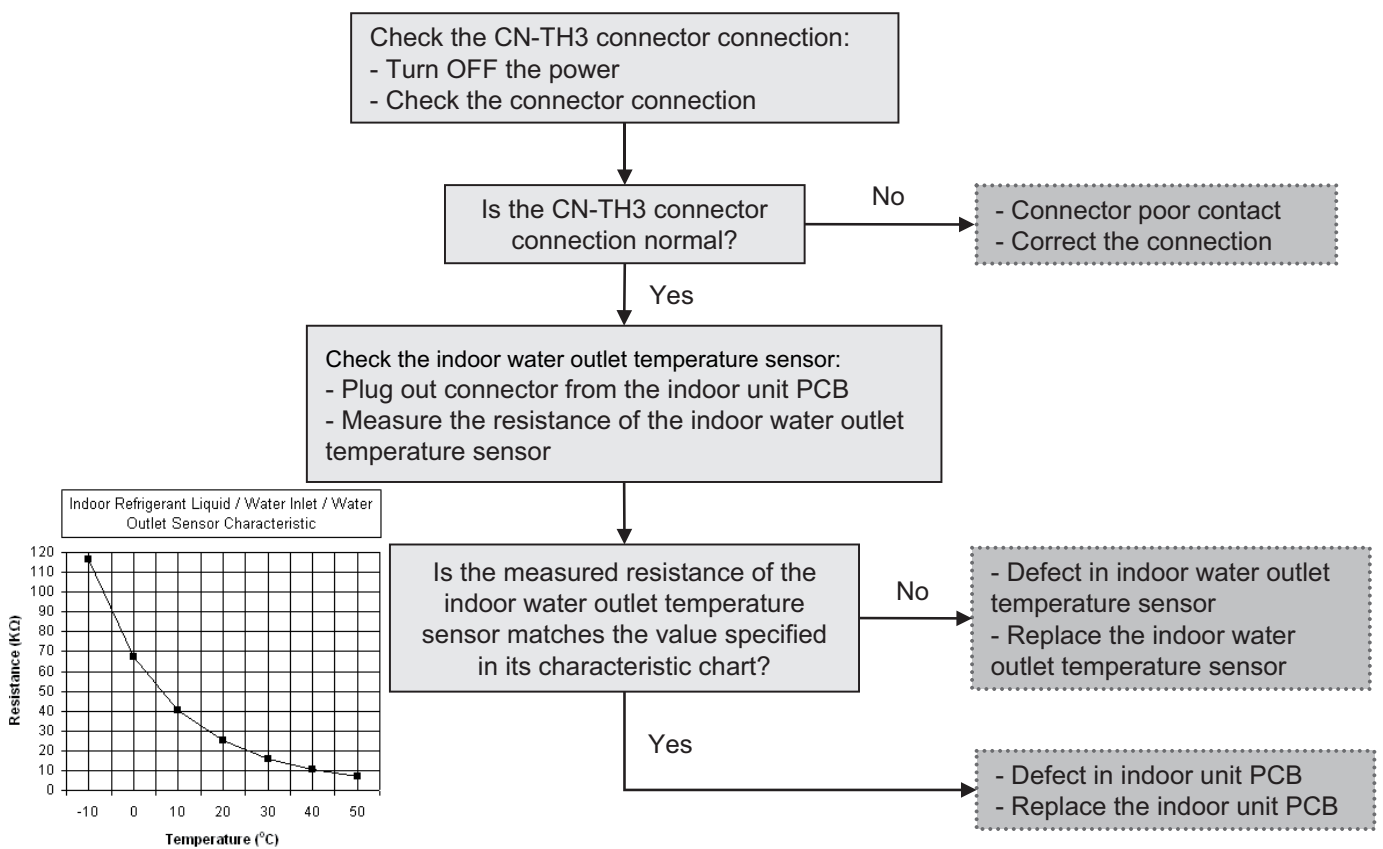 Check the CN-TH3 connector connection:
- Turn OFF the power
- Check the connector connection
Is the CN-TH3 connector
connection normal?
No
- Connector poor contact
- Correct the connection
Yes
Check the indoor water outlet temperature sensor:
- Plug out connector from the indoor unit PCB
- Measure the resistance of the indoor water outlet
temperature sensor
Indoor Refrigerant Liquid / Water Inlet / Water
Outlet Sensor Characteristic
120
110
100
90
80
70
60
50
40
30
20
10
0
Resistance (KΩ)
-10 0 10 20 30 40 50
Temperature (°C)
Is the measured resistance of the
indoor water outlet temperature
sensor matches the value specified
in its characteristic chart?
No
- Defect in indoor water outlet
temperature sensor
- Replace the indoor water
outlet temperature sensor
Yes
- Defect in indoor unit PCB
- Replace the indoor unit PCB